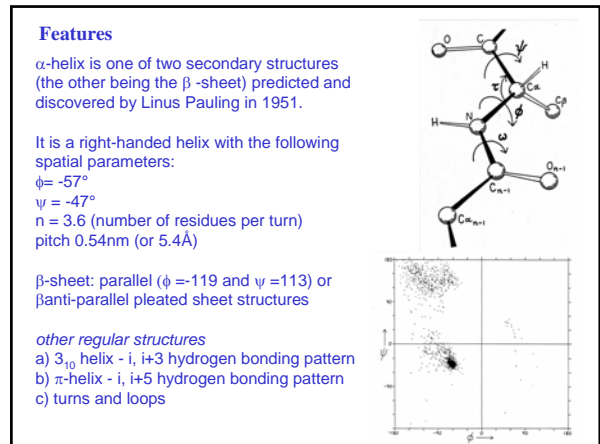 Features
α-helix is one of two secondary structures
(the other being the β -sheet) predicted and
discovered by Linus Pauling in 1951.
It is a right-handed helix with the following
spatial parameters:
ϕ= -57°
ψ = -47°
n = 3.6 (number of residues per turn)
pitch 0.54nm (or 5.4Å)
β-sheet: parallel (ϕ =-119 and ψ =113) or
βanti-parallel pleated sheet structures
other regular structures
a) 3₁₀ helix - i, i+3 hydrogen bonding pattern
b) π-helix - i, i+5 hydrogen bonding pattern
c) turns and loops
O
C
ψ
H
τ
Cα
Cβ
N
ϕ
H
ω
Oₙ₋₁
Cₙ₋₁
Cαₙ₋₁
ψ →
ϕ →